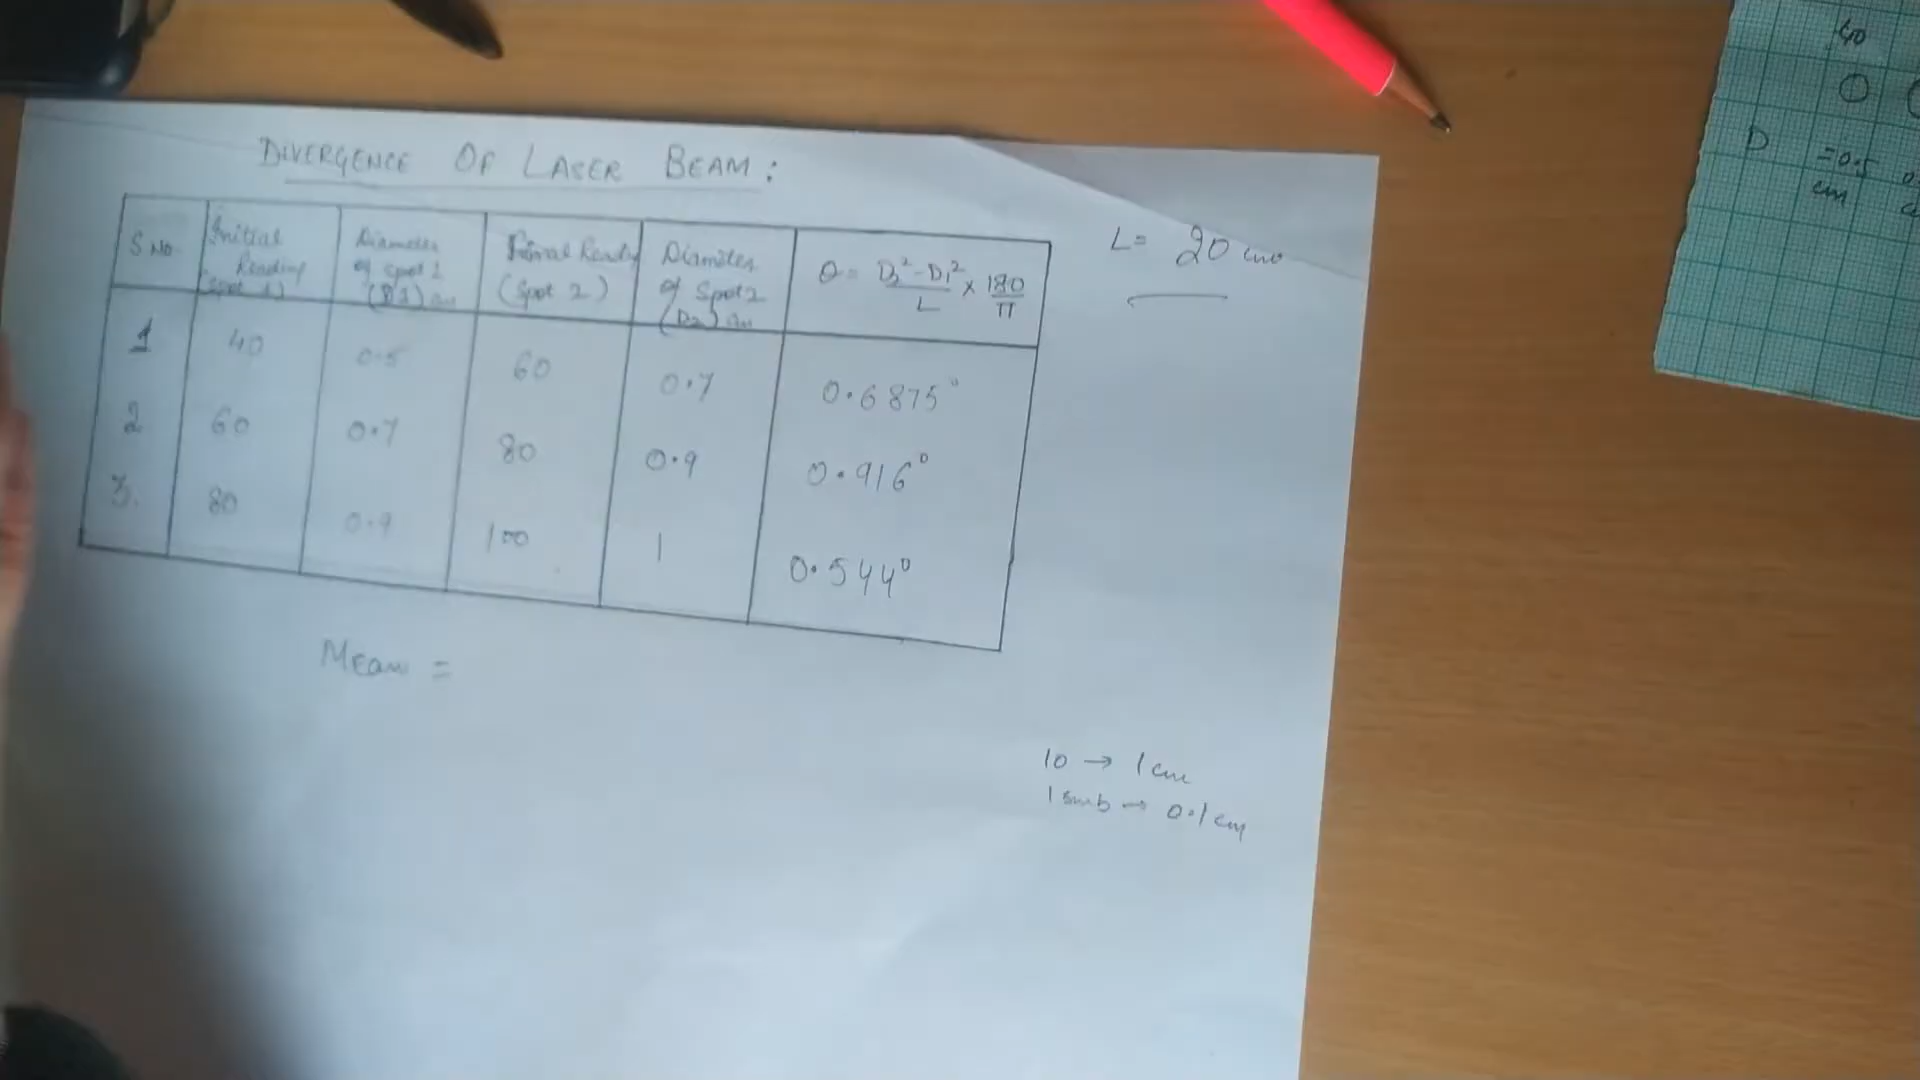 DIVERGENCE OF LASER BEAM:
S NO. Initial Reading (Spot 1) Diameter of spot 1 (D1) cm Final Reading (Spot 2) Diameter of Spot 2 (D2) cm θ = D2² - D1² / L × 180 / π
1 40 0.5 60 0.7 0.6875°
2 60 0.7 80 0.9 0.916°
3. 80 0.9 100 1 0.544°
Mean =
L= 20 cm
10 → 1 cm
1 smb → 0.1 cm
40
D =0.5
cm